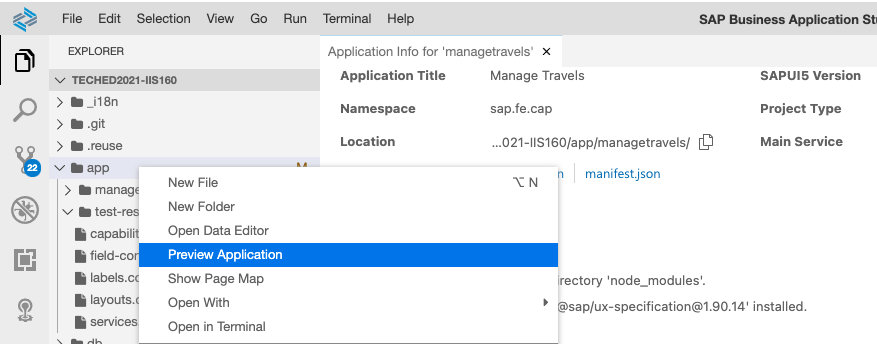 File Edit Selection View Go Run Terminal Help SAP Business Application Stu
EXPLORER
Application Info for 'managetravels' ×
TECHED2021-IIS160
Application Title Manage Travels SAPUI5 Version
_i18n
Namespace sap.fe.cap Project Type
.git
.reuse
Location ...021-IIS160/app/managetravels/ Main Service
22
app M
manifest.json
New File ⌥ N
manage
New Folder
test-res
Open Data Editor
capabilit
Preview Application
field-con
Show Page Map
labels.co
irectory 'node_modules'.
Open With
layouts.c
@sap/ux-specification@1.90.14' installed.
Open in Terminal
services
db